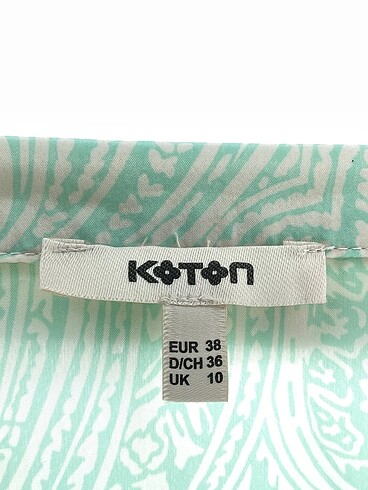 KOTON
EUR 38
D/CH 36
UK 10